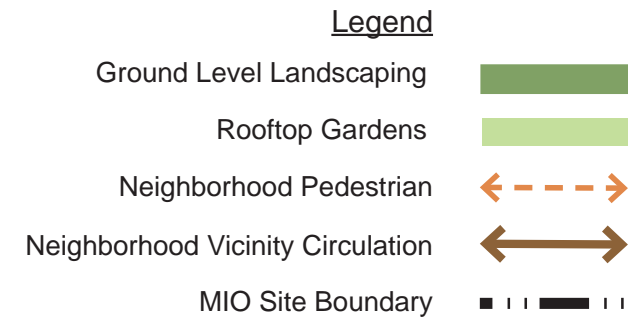 Legend
Ground Level Landscaping
Rooftop Gardens
Neighborhood Pedestrian
Neighborhood Vicinity Circulation
MIO Site Boundary